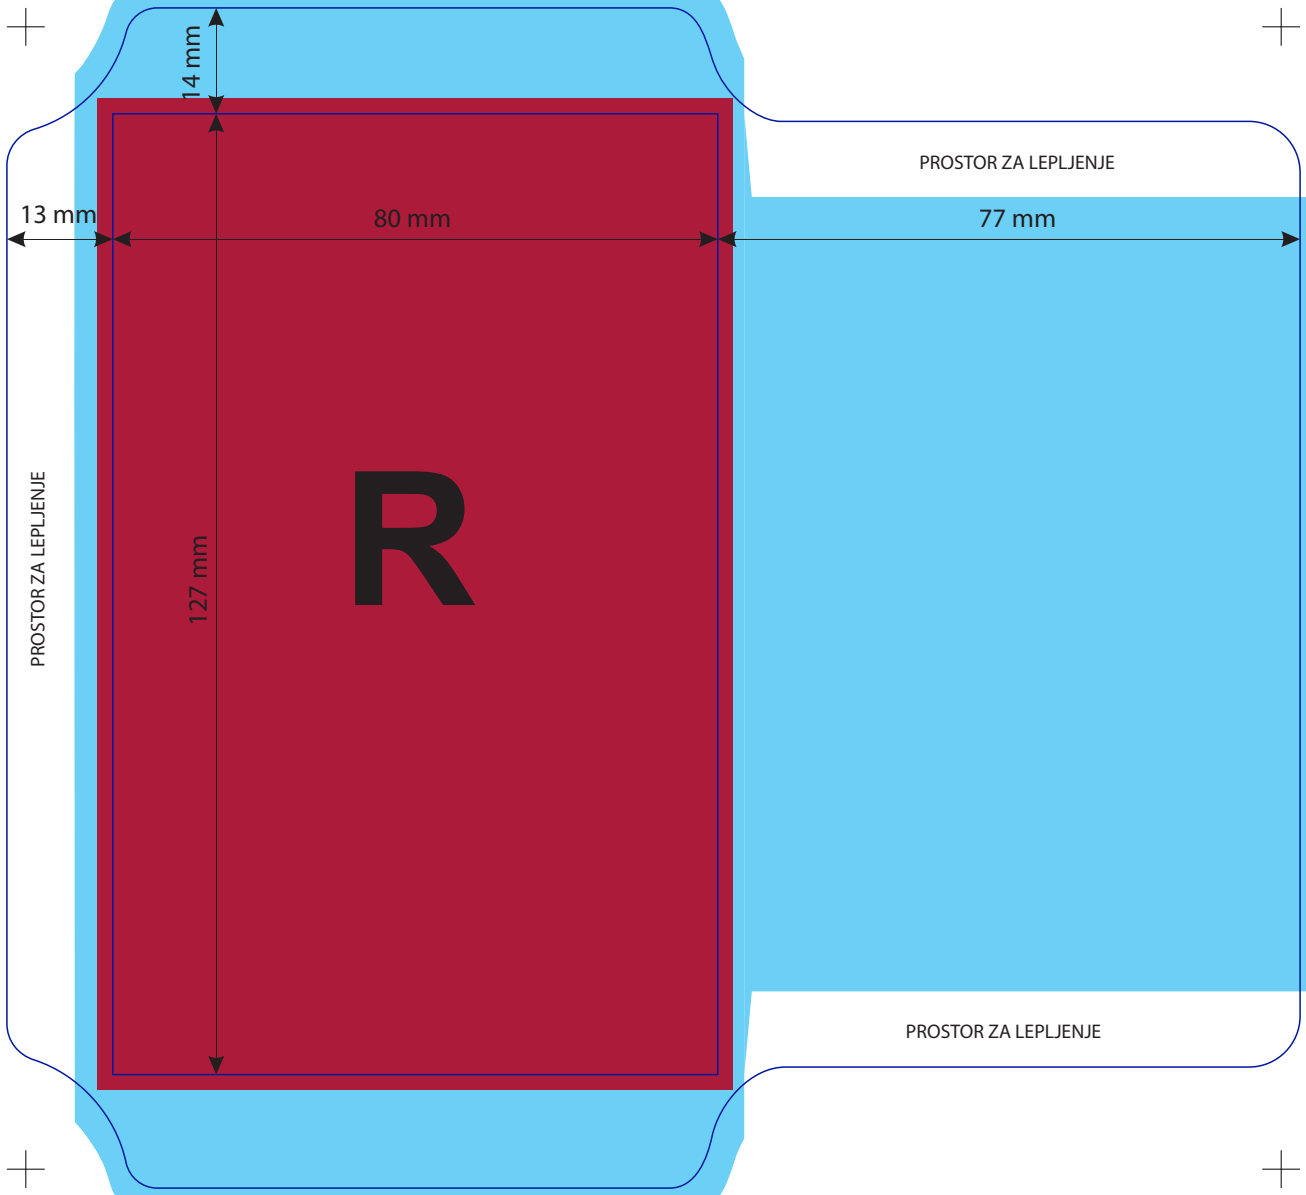 14 mm
PROSTOR ZA LEPLJENJE
13 mm
80 mm
77 mm
PROSTOR ZA LEPLJENJE
127 mm
R
PROSTOR ZA LEPLJENJE